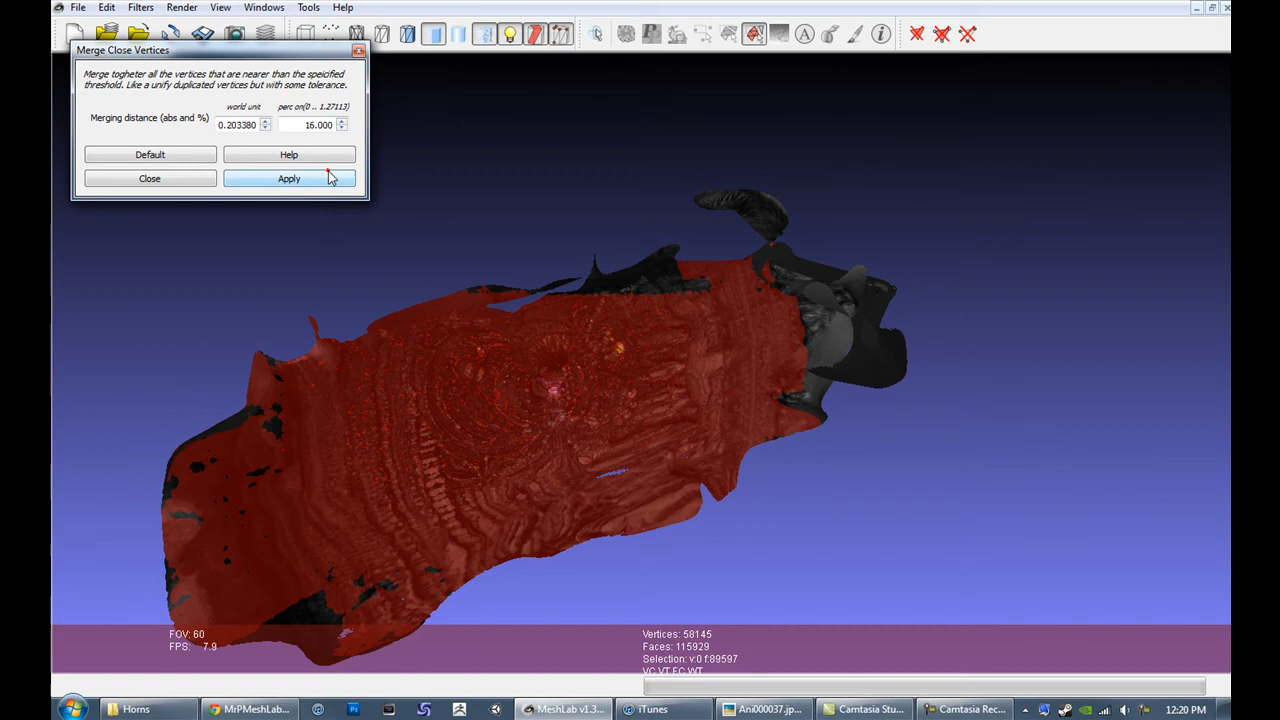 File Edit Filters Render View Windows Tools Help
Merge Close Vertices
Merge togheter all the vertices that are nearer than the speicified
threshold. Like a unify duplicated vertices but with some tolerance.
world unit perc on(0 .. 1.27113)
Merging distance (abs and %) 0.203380 16.000
Default Help
Close Apply
FOV: 60
FPS: 7.9
Vertices: 58145
Faces: 115929
Selection: v:0 f:89597
VC VT FC WT
Horns MrPMeshLab... Ps MeshLab v1.3... iTunes Ani000037.jp... Camtasia Stu... Camtasia Rec... 12:20 PM